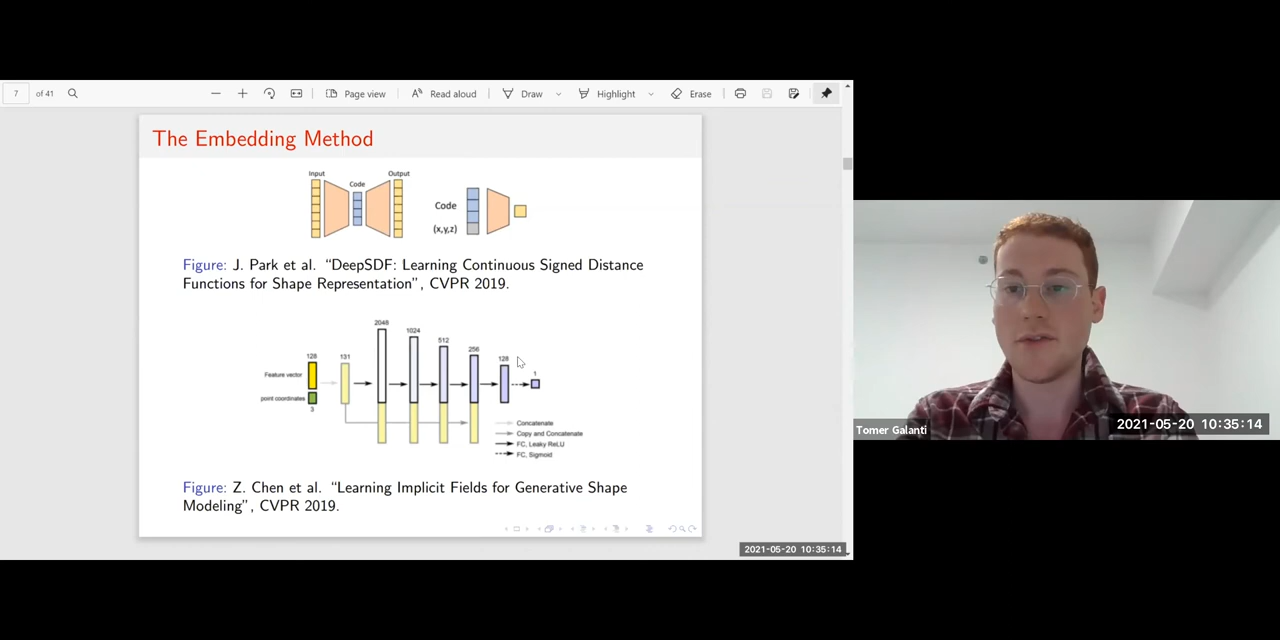 7 of 41 Page view Read aloud Draw Highlight Erase
The Embedding Method
Input Output
Code
Code
(x,y,z)
Figure: J. Park et al. “DeepSDF: Learning Continuous Signed Distance
Functions for Shape Representation”, CVPR 2019.
2048
1024
512
256
128 131 128
1
Feature vector
point coordinates
3
Concatenate
Copy and Concatenate
FC, Leaky ReLU
FC, Sigmoid
Figure: Z. Chen et al. “Learning Implicit Fields for Generative Shape
Modeling”, CVPR 2019.
2021-05-20 10:35:14
Tomer Galanti
2021-05-20 10:35:14